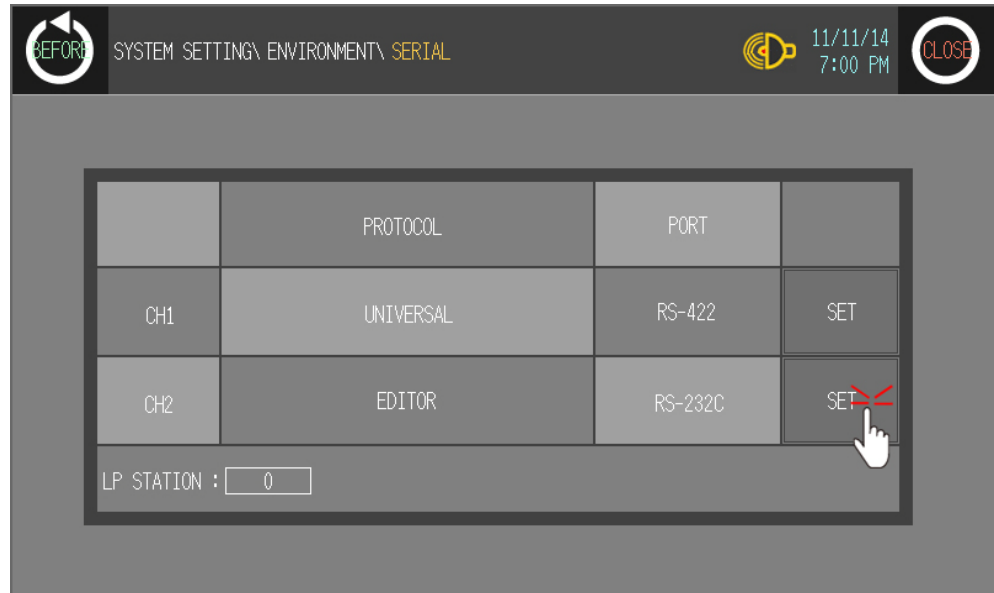 BEFORE SYSTEM SETTING\ ENVIRONMENT\ SERIAL 11/11/14 CLOSE
7:00 PM
PROTOCOL PORT
CH1 UNIVERSAL RS-422 SET
CH2 EDITOR RS-232C SET
LP STATION : 0